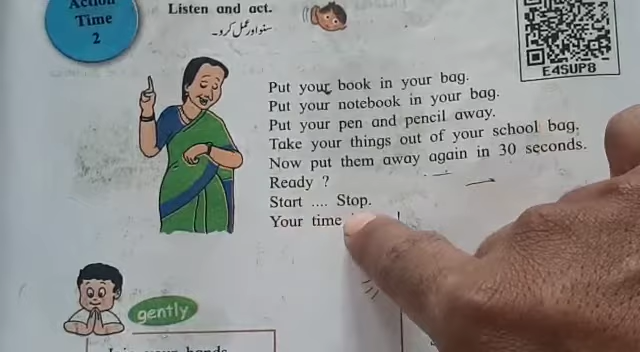 Action
Time
2
Listen and act.
سنو اور عمل کرو۔
E4SUP8
Put your book in your bag.
Put your notebook in your bag.
Put your pen and pencil away.
Take your things out of your school bag.
Now put them away again in 30 seconds.
Ready ?
Start .... Stop.
Your time
gently
hands